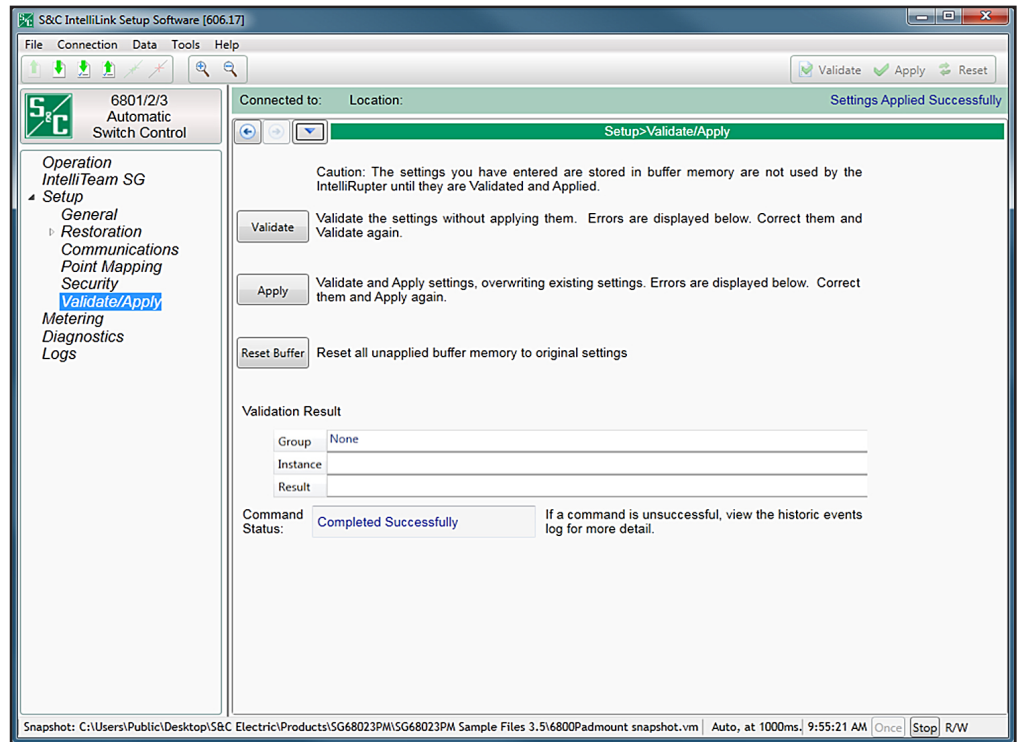 S&C IntelliLink Setup Software [606.17]
File Connection Data Tools Help
Validate Apply Reset
S&C
6801/2/3
Automatic
Switch Control
Connected to: Location: Settings Applied Successfully
Setup>Validate/Apply
Operation
IntelliTeam SG
Setup
General
Restoration
Communications
Point Mapping
Security
Validate/Apply
Metering
Diagnostics
Logs
Caution: The settings you have entered are stored in buffer memory are not used by the
IntelliRupter until they are Validated and Applied.
Validate
Validate the settings without applying them. Errors are displayed below. Correct them and
Validate again.
Apply
Validate and Apply settings, overwriting existing settings. Errors are displayed below. Correct
them and Apply again.
Reset Buffer
Reset all unapplied buffer memory to original settings
Validation Result
Group None
Instance
Result
Command
Status:
Completed Successfully
If a command is unsuccessful, view the historic events
log for more detail.
Snapshot: C:\Users\Public\Desktop\S&C Electric\Products\SG68023PM\SG68023PM Sample Files 3.5\6800Padmount snapshot.vm Auto, at 1000ms. 9:55:21 AM Once Stop R/W